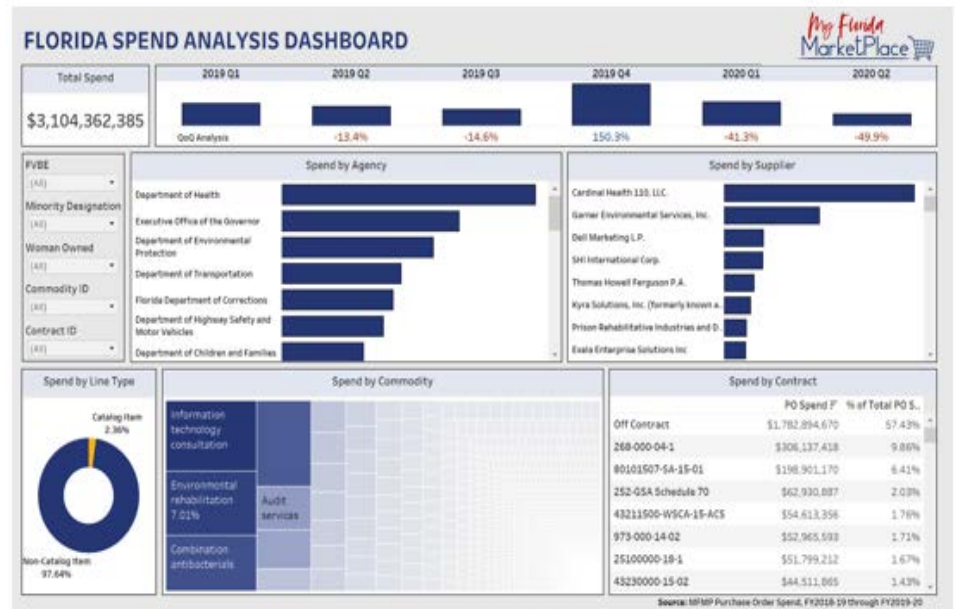 FLORIDA SPEND ANALYSIS DASHBOARD
My Florida
MarketPlace
Total Spend
$3,104,362,385
2019 Q1 2019 Q2 2019 Q3 2019 Q4 2020 Q1 2020 Q2
QoQ Analysis -13.4% -14.6% 150.3% -41.3% -49.9%
FVBE
(All)
Minority Designation
(All)
Woman Owned
(All)
Commodity ID
(All)
Contract ID
(All)
Spend by Agency
Department of Health
Executive Office of the Governor
Department of Environmental
Protection
Department of Transportation
Florida Department of Corrections
Department of Highway Safety and
Motor Vehicles
Department of Children and Families
Spend by Supplier
Cardinal Health 110, LLC.
Garner Environmental Services, Inc.
Dell Marketing L.P.
SHI International Corp.
Thomas Howell Ferguson P.A.
Kyra Solutions, Inc. (formerly known a..
Prison Rehabilitative Industries and D..
Exala Enterprise Solutions Inc
Spend by Line Type
Catalog Item
2.36%
Non-Catalog Item
97.64%
Spend by Commodity
Information
technology
consultation
Environmental
rehabilitation
7.01%
Combination
antibacterials
Audit
services
Spend by Contract
PO Spend % of Total PO S..
Off Contract $1,782,894,670 57.43%
268-000-04-1 $306,137,418 9.86%
80101507-SA-15-01 $198,901,170 6.41%
252-GSA Schedule 70 $62,930,887 2.03%
43211500-WSCA-15-ACS $54,613,356 1.76%
973-000-14-02 $52,965,593 1.71%
25100000-18-1 $51,799,212 1.67%
43230000-15-02 $44,511,865 1.43%
Source: MFMP Purchase Order Spend, FY2018-19 through FY2019-20